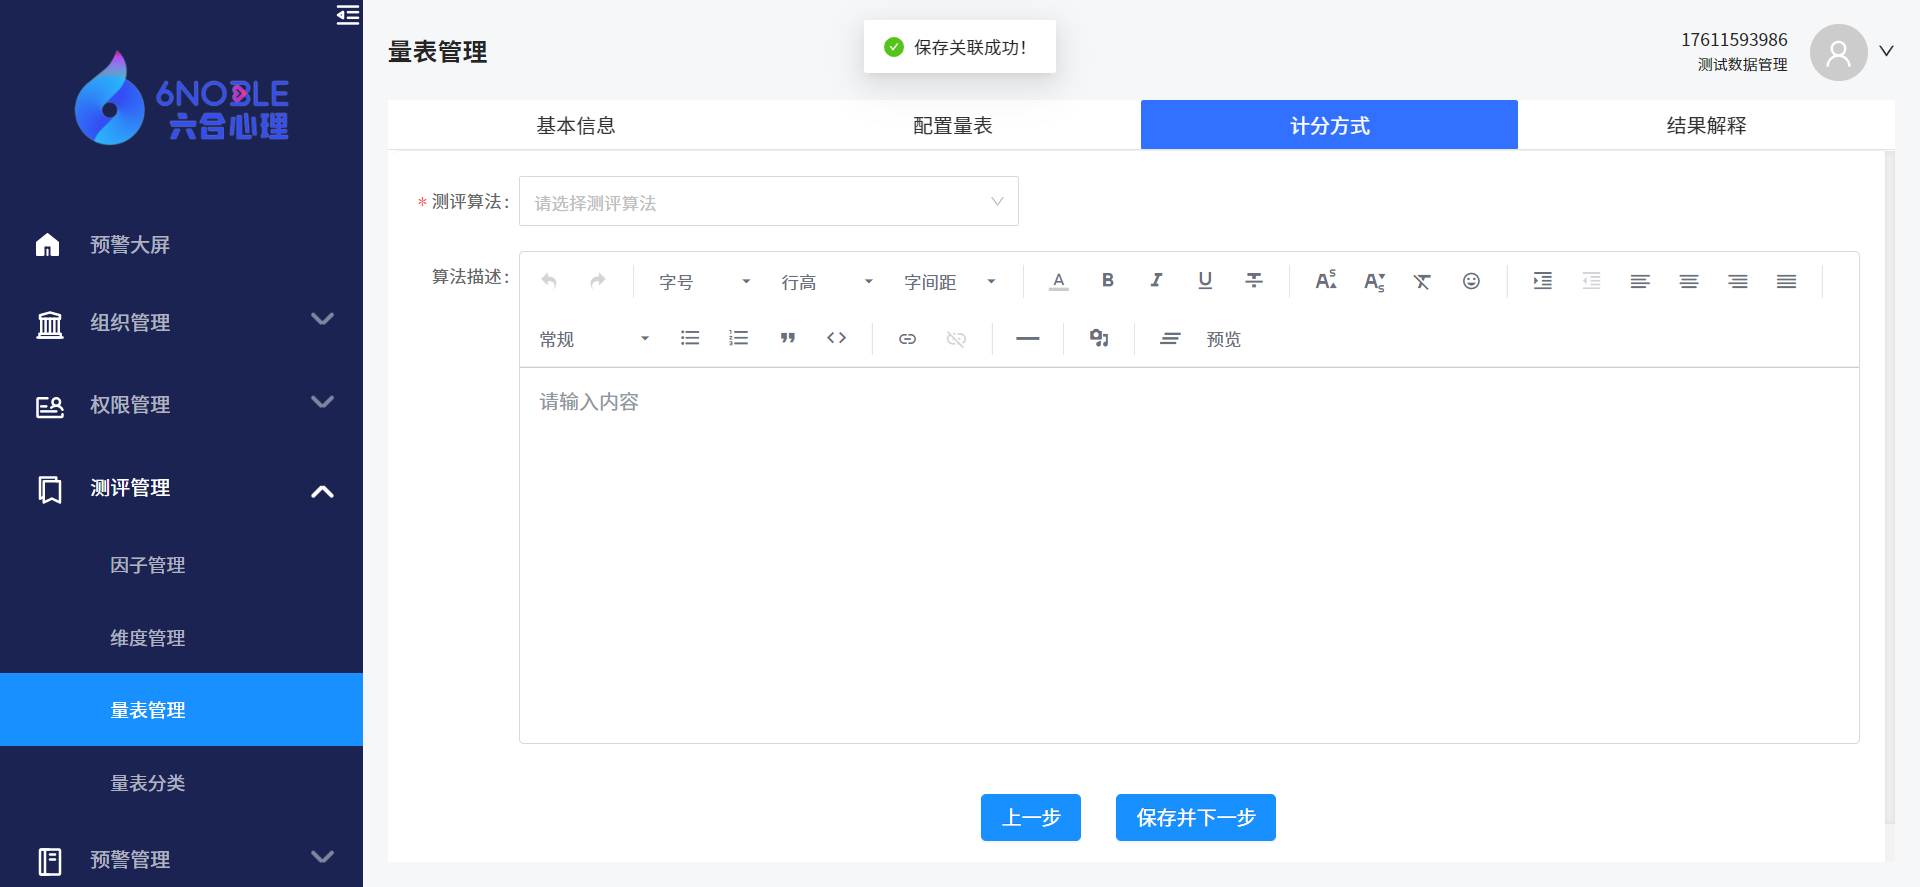 6NOBLE
六合心理
预警大屏
组织管理
权限管理
测评管理
因子管理
维度管理
量表管理
量表分类
预警管理
量表管理
保存关联成功!
17611593986
测试数据管理
基本信息 配置量表 计分方式 结果解释
* 测评算法: 请选择测评算法
算法描述: 字号 行高 字间距
常规 预览
请输入内容
上一步 保存并下一步